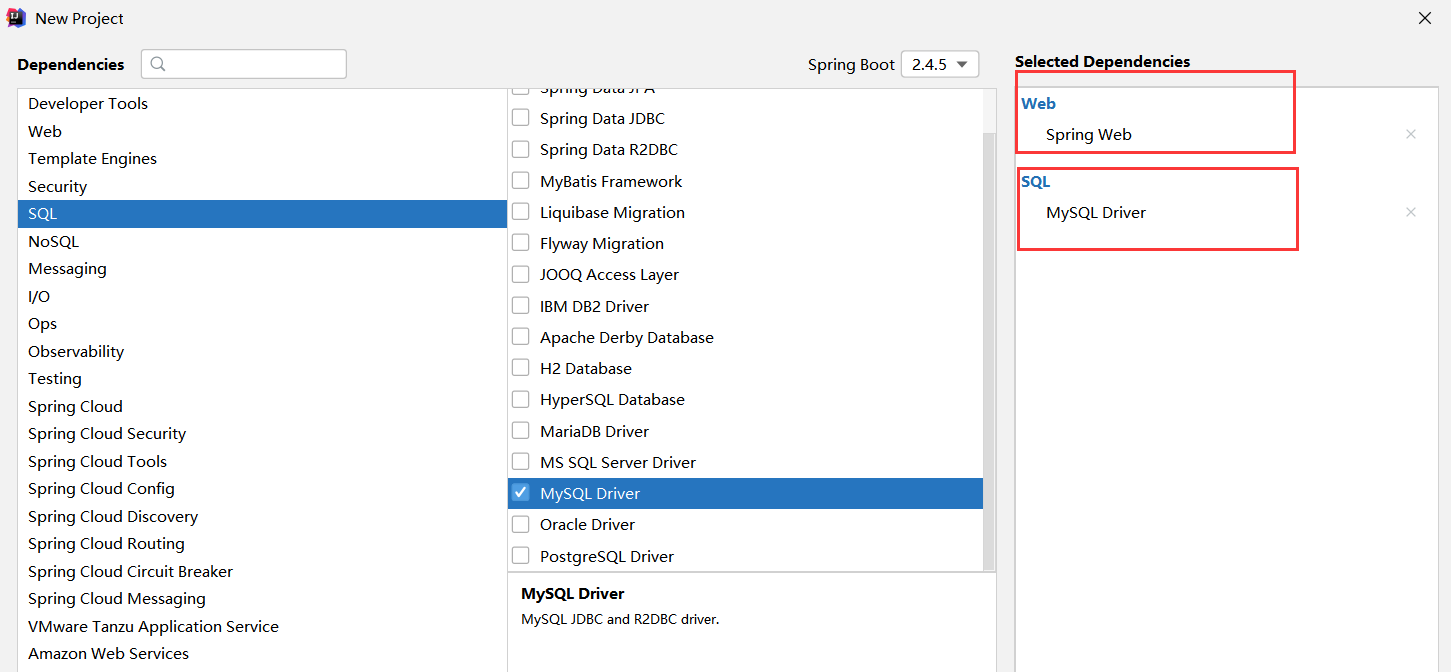 New Project
Dependencies
Spring Boot 2.4.5
Selected Dependencies
Developer Tools
Web
Template Engines
Security
SQL
NoSQL
Messaging
I/O
Ops
Observability
Testing
Spring Cloud
Spring Cloud Security
Spring Cloud Tools
Spring Cloud Config
Spring Cloud Discovery
Spring Cloud Routing
Spring Cloud Circuit Breaker
Spring Cloud Messaging
VMware Tanzu Application Service
Amazon Web Services
Spring Data JPA
Spring Data JDBC
Spring Data R2DBC
MyBatis Framework
Liquibase Migration
Flyway Migration
JOOQ Access Layer
IBM DB2 Driver
Apache Derby Database
H2 Database
HyperSQL Database
MariaDB Driver
MS SQL Server Driver
MySQL Driver
Oracle Driver
PostgreSQL Driver
MySQL Driver
MySQL JDBC and R2DBC driver.
Web
Spring Web
SQL
MySQL Driver